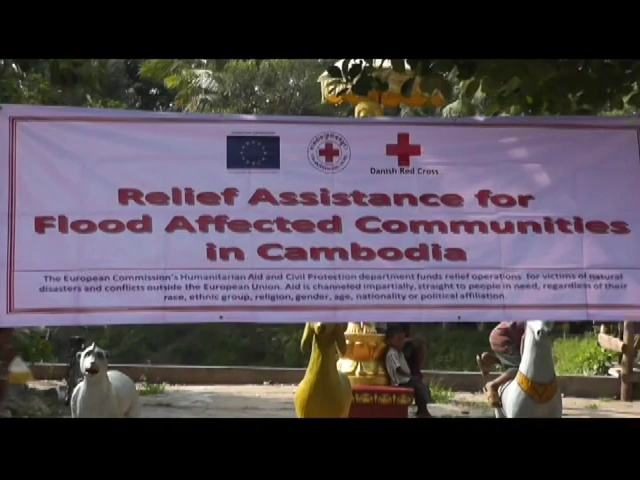 Danish Red Cross
Relief Assistance for
Flood Affected Communities
in Cambodia
The European Commission's Humanitarian Aid and Civil Protection department funds relief operations for victims of natural
disasters and conflicts outside the European Union. Aid is channeled impartially, straight to people in need, regardless of their
race, ethnic group, religion, gender, age, nationality or political affiliation.